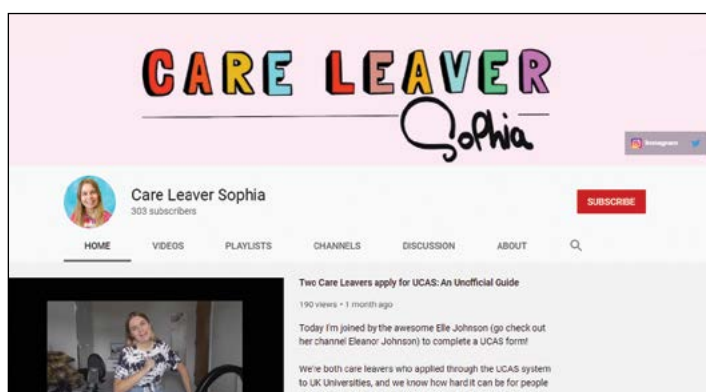 CARE LEAVER
Sophia
Instagram
Care Leaver Sophia
303 subscribers
SUBSCRIBE
HOME VIDEOS PLAYLISTS CHANNELS DISCUSSION ABOUT
Two Care Leavers apply for UCAS: An Unofficial Guide
190 views • 1 month ago
Today I'm joined by the awesome Elle Johnson (go check out
her channel Eleanor Johnson) to complete a UCAS form!
We're both care leavers who applied through the UCAS system
to UK Universities, and we know how hard it can be for people